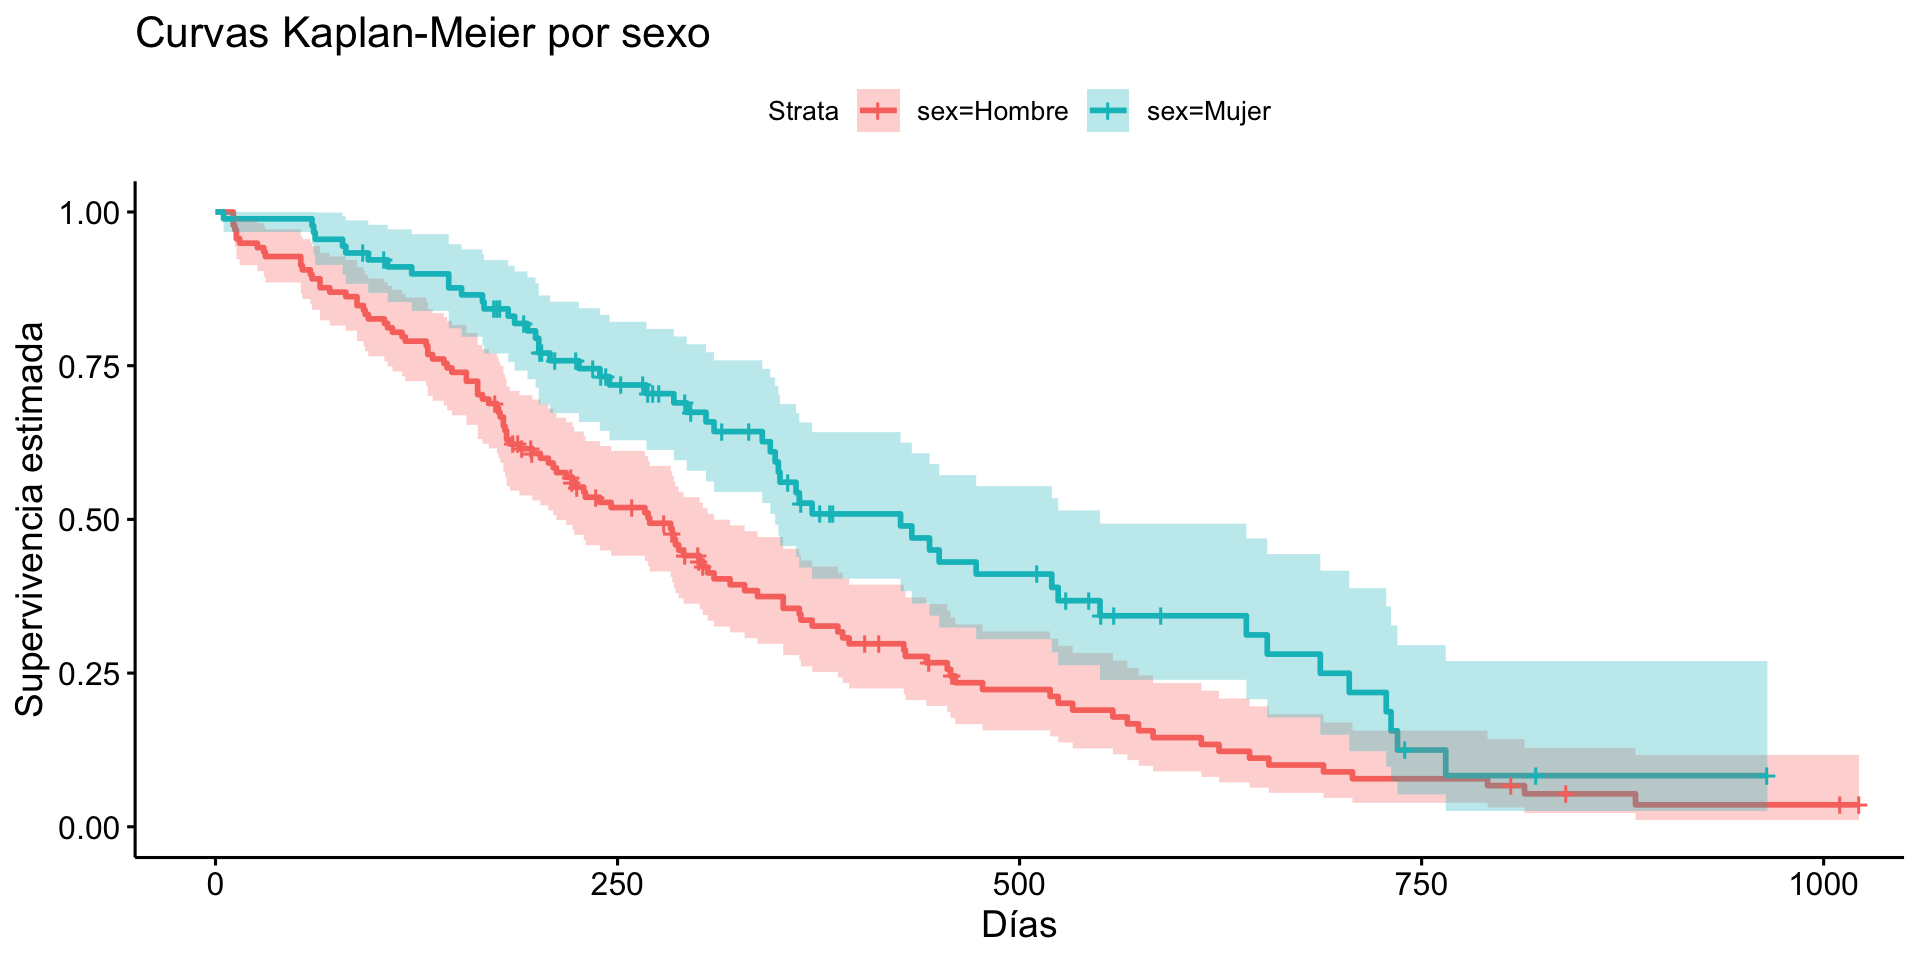 Curvas Kaplan-Meier por sexo
Strata sex=Hombre sex=Mujer
Supervivencia estimada
1.00
0.75
0.50
0.25
0.00
0 250 500 750 1000
Días